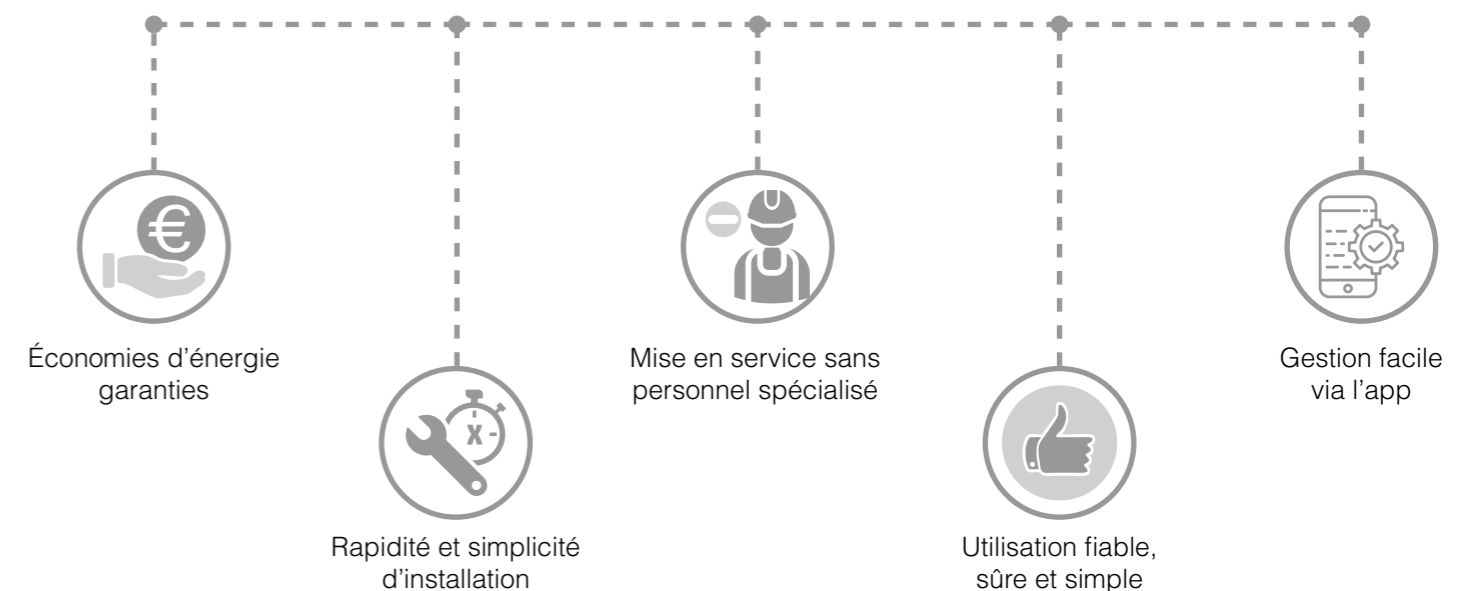 €
Économies d’énergie
garanties
X
Rapidité et simplicité
d’installation
Mise en service sans
personnel spécialisé
Utilisation fiable,
sûre et simple
Gestion facile
via l’app